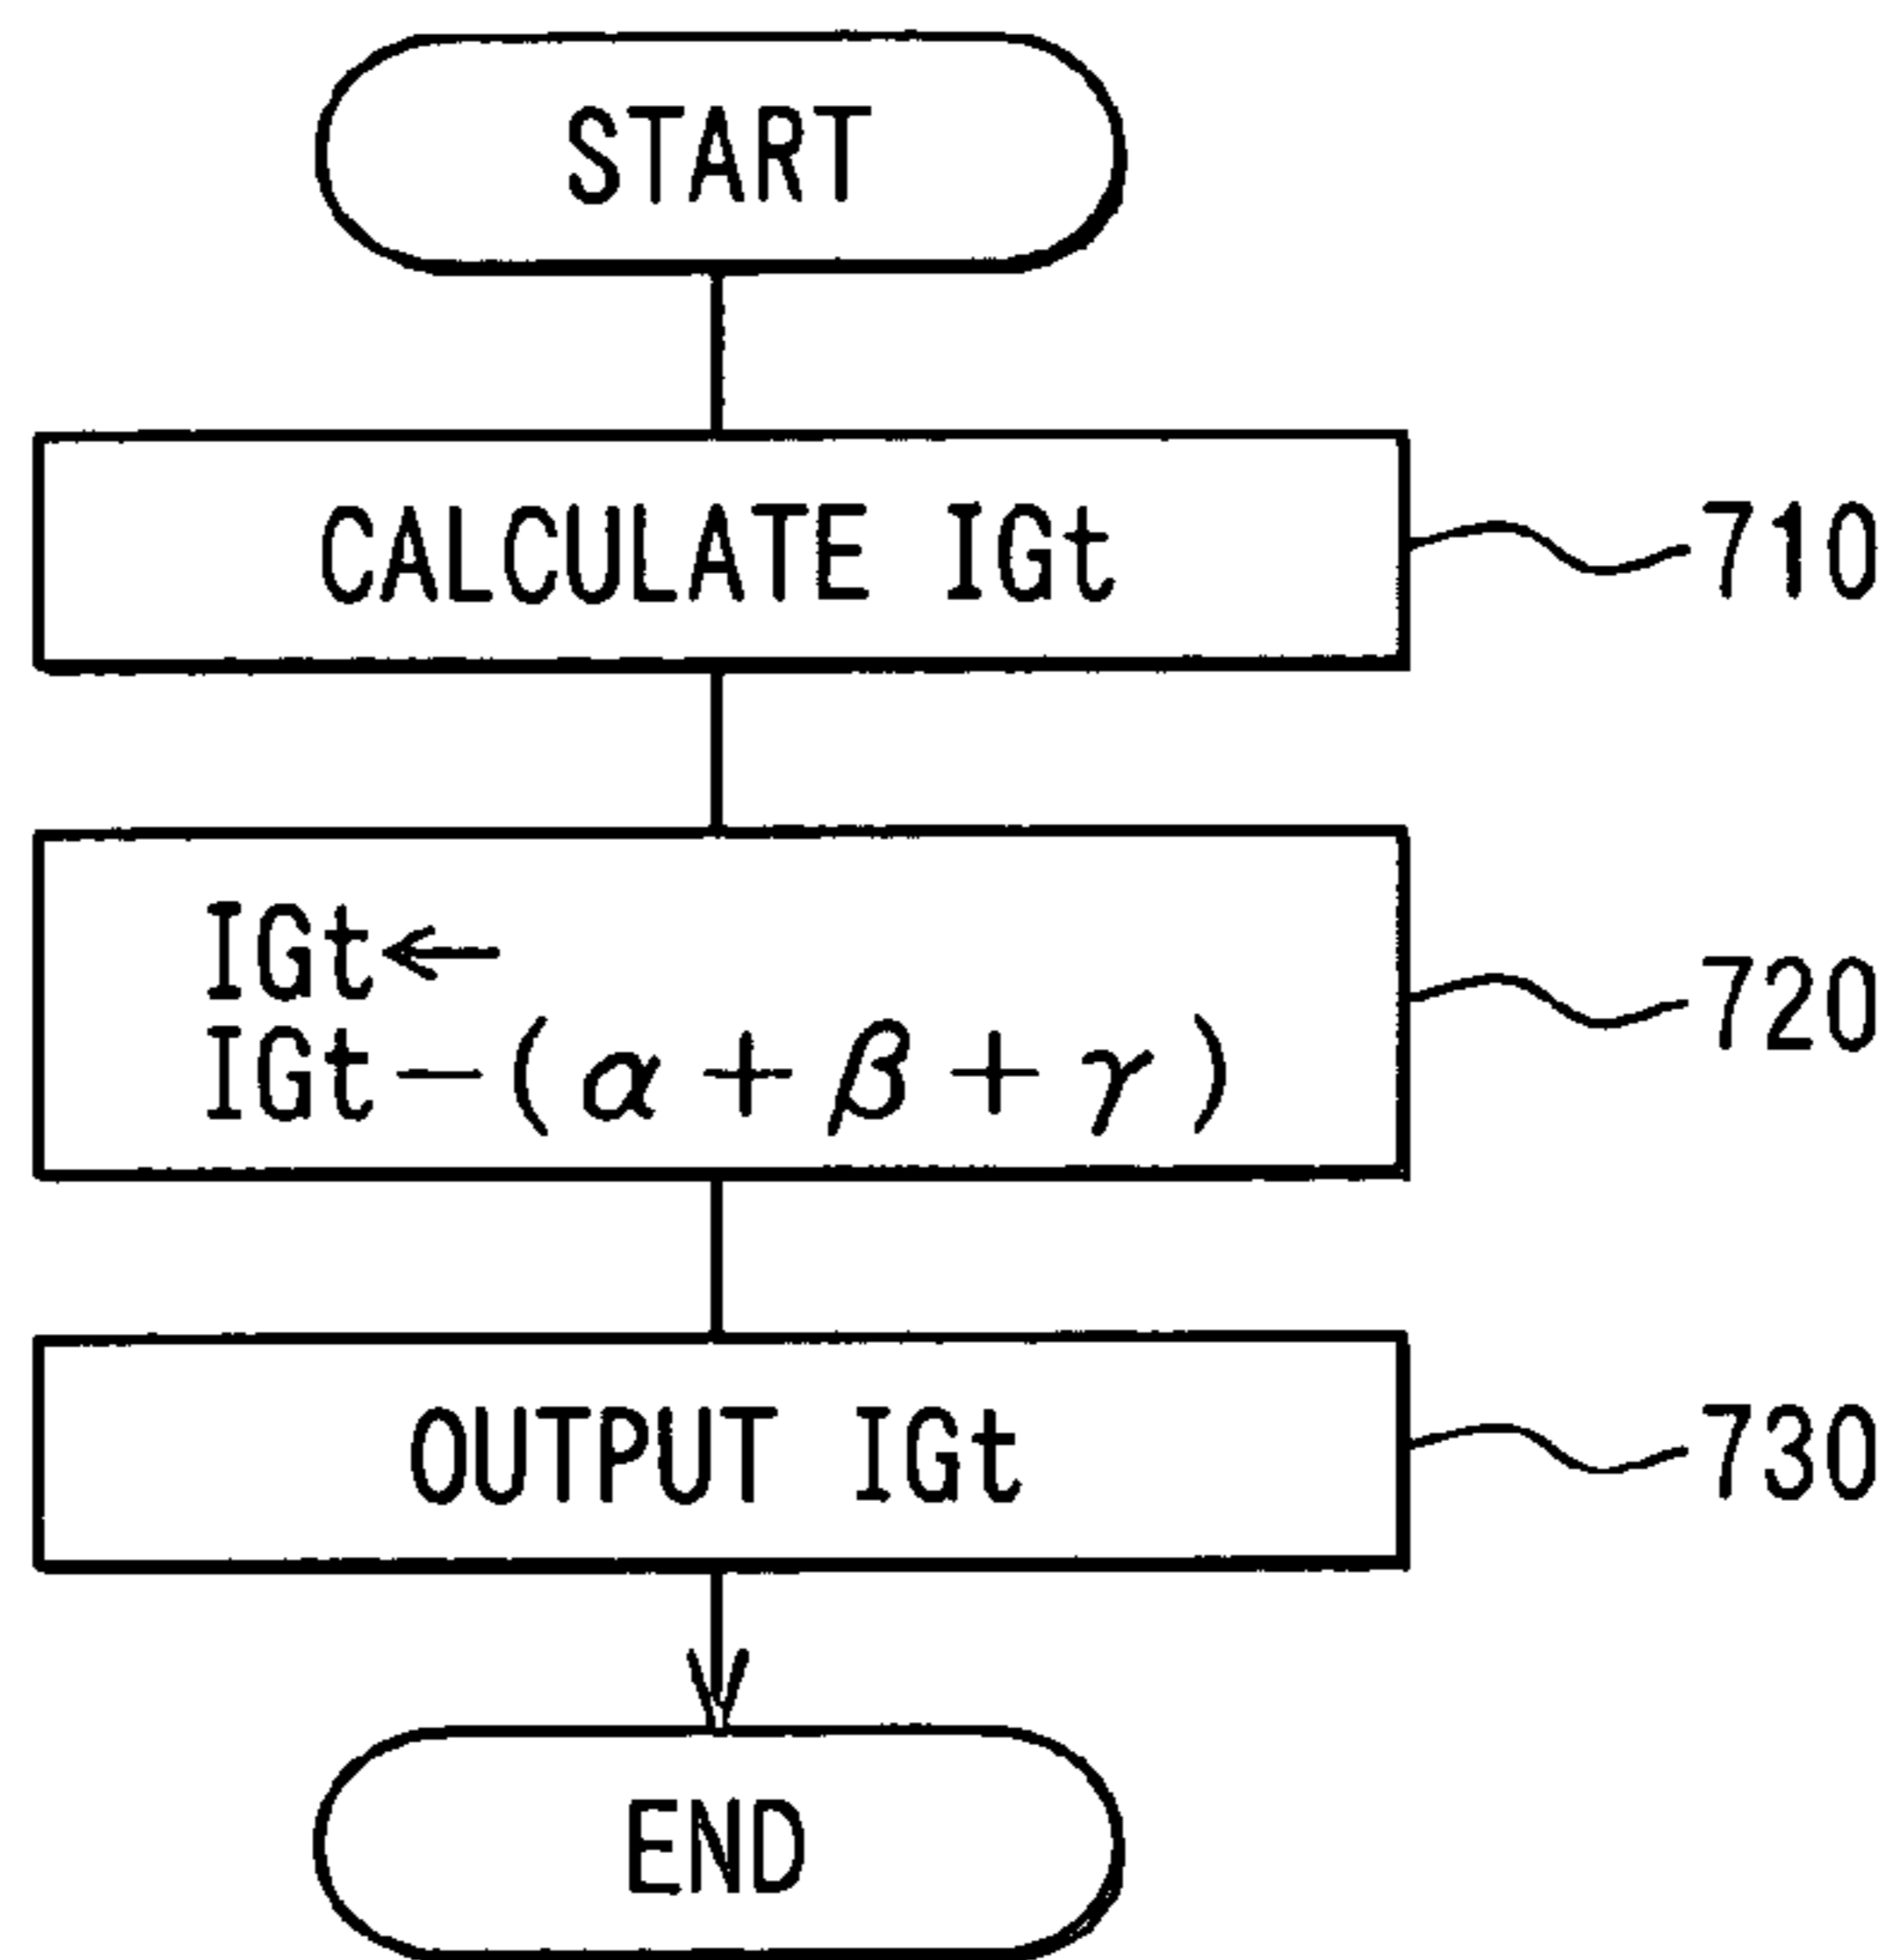 START
CALCULATE IGt
710
IGt←
IGt−(α+β+γ)
720
OUTPUT IGt
730
END